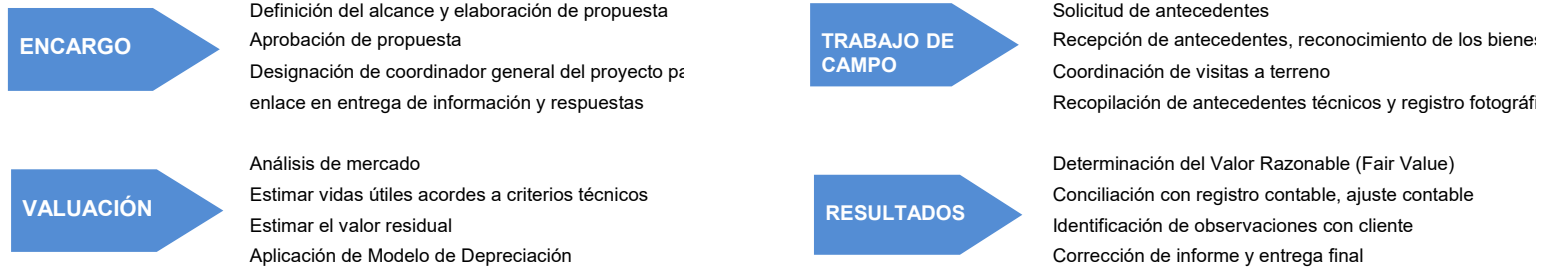 ENCARGO
Definición del alcance y elaboración de propuesta
Aprobación de propuesta
Designación de coordinador general del proyecto
enlace en entrega de información y respuestas
TRABAJO DE
CAMPO
Solicitud de antecedentes
Recepción de antecedentes, reconocimiento de los bienes
Coordinación de visitas a terreno
Recopilación de antecedentes técnicos y registro
VALUACIÓN
Análisis de mercado
Estimar vidas útiles acordes a criterios técnicos
Estimar el valor residual
Aplicación de Modelo de Depreciación
RESULTADOS
Determinación del Valor Razonable (Fair Value)
Conciliación con registro contable, ajuste contable
Identificación de observaciones con cliente
Corrección de informe y entrega final